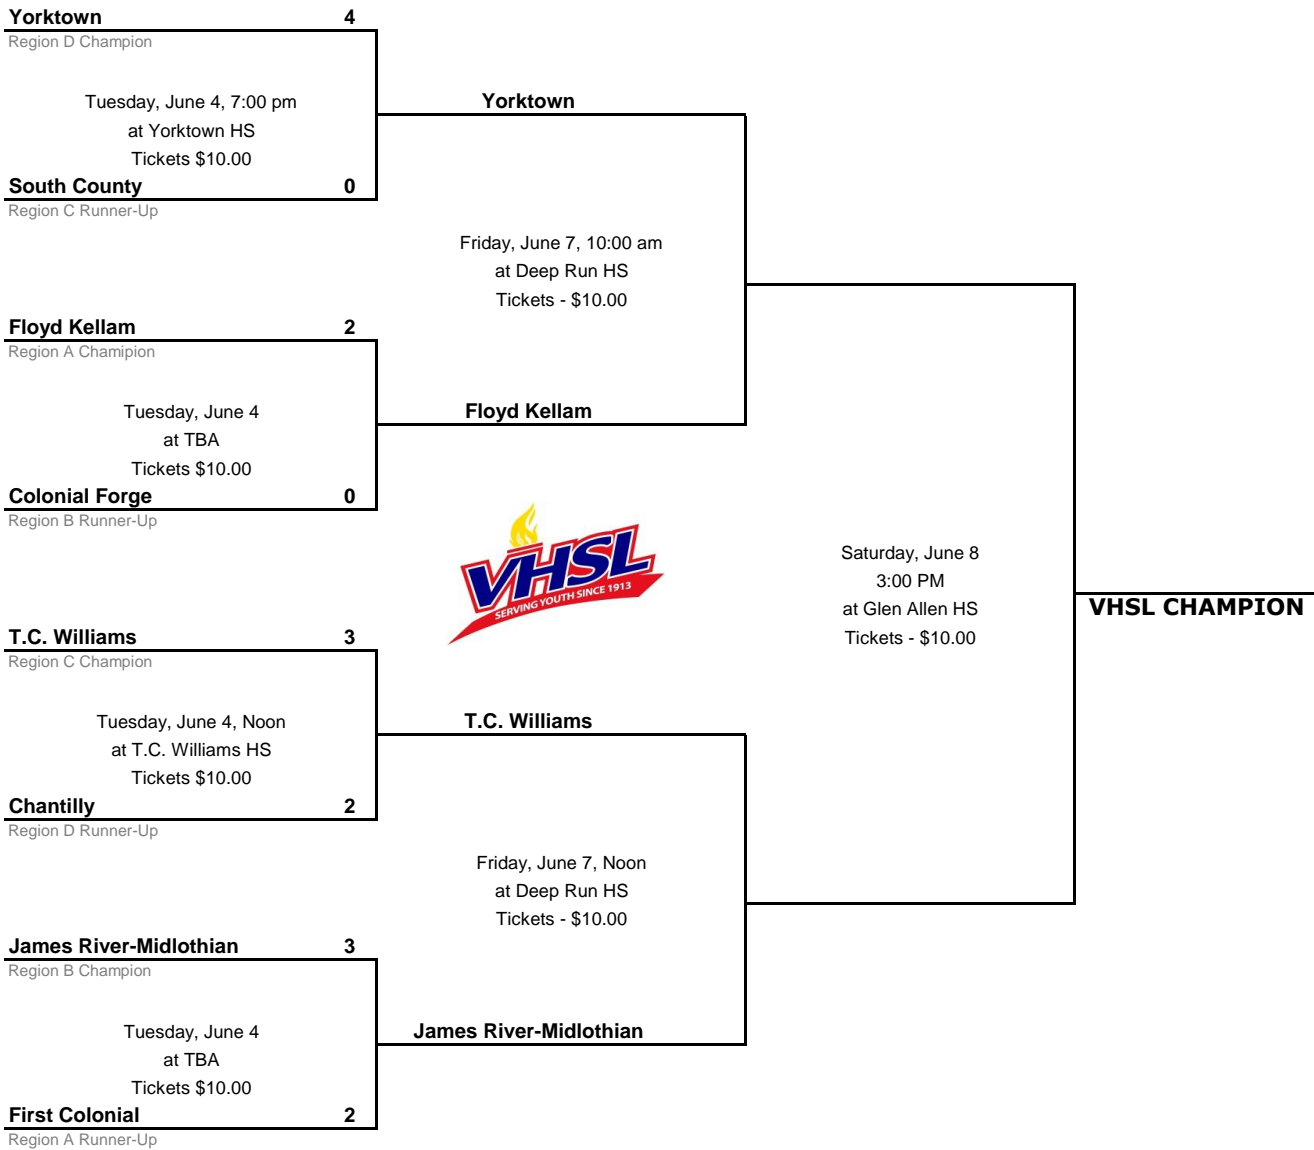 Yorktown 4
Region D Champion
Tuesday, June 4, 7:00 pm
at Yorktown HS
Tickets $10.00
South County 0
Region C Runner-Up
Floyd Kellam 2
Region A Chamipion
Tuesday, June 4
at TBA
Tickets $10.00
Colonial Forge 0
Region B Runner-Up
T.C. Williams 3
Region C Champion
Tuesday, June 4, Noon
at T.C. Williams HS
Tickets $10.00
Chantilly 2
Region D Runner-Up
James River-Midlothian 3
Region B Champion
Tuesday, June 4
at TBA
Tickets $10.00
First Colonial 2
Region A Runner-Up
Yorktown
Friday, June 7, 10:00 am
at Deep Run HS
Tickets - $10.00
Floyd Kellam
VHSL
SERVING YOUTH SINCE 1913
T.C. Williams
Friday, June 7, Noon
at Deep Run HS
Tickets - $10.00
James River-Midlothian
Saturday, June 8
3:00 PM
at Glen Allen HS
Tickets - $10.00
VHSL CHAMPION